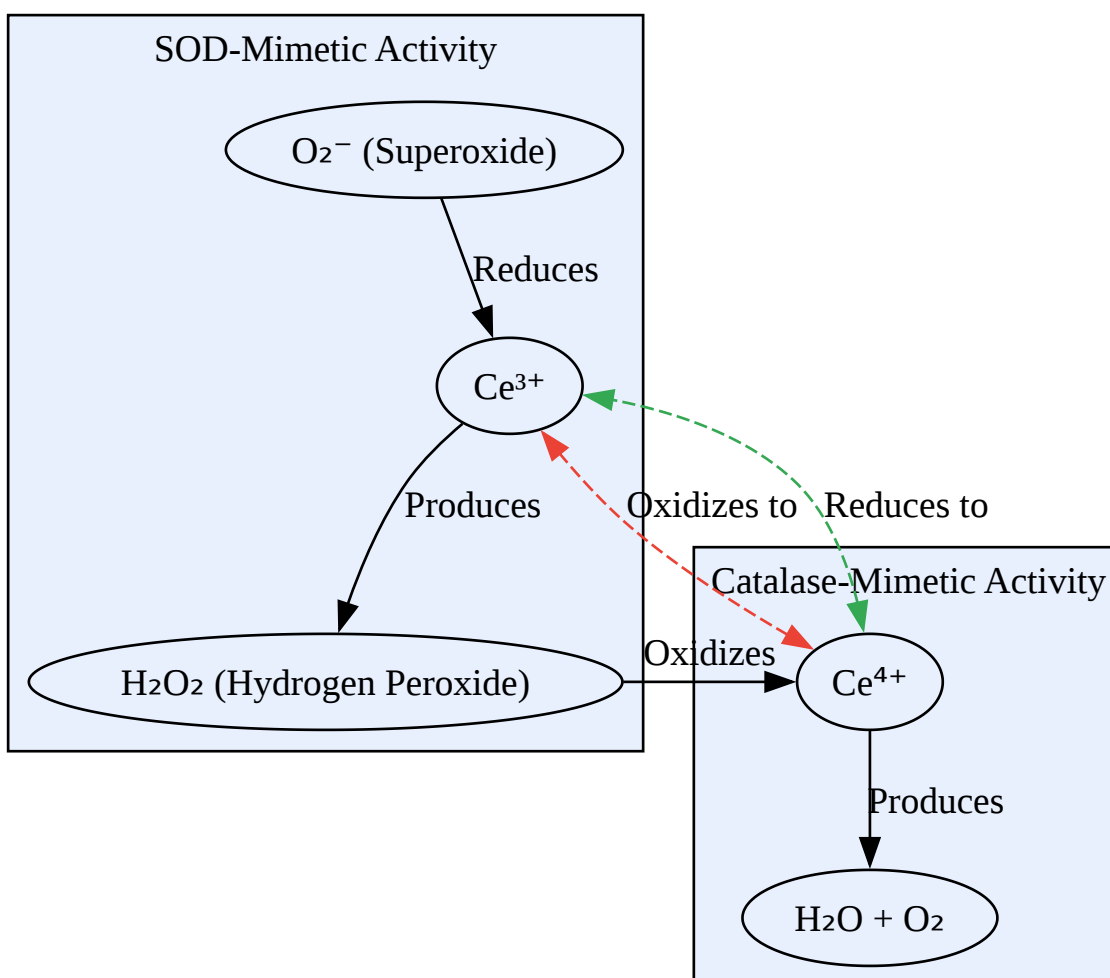 SOD-Mimetic Activity
O₂⁻ (Superoxide)
Reduces
Ce³⁺
Produces
Oxidizes to
Reduces to
Catalase-Mimetic Activity
H₂O₂ (Hydrogen Peroxide)
Oxidizes
Ce⁴⁺
Produces
H₂O + O₂